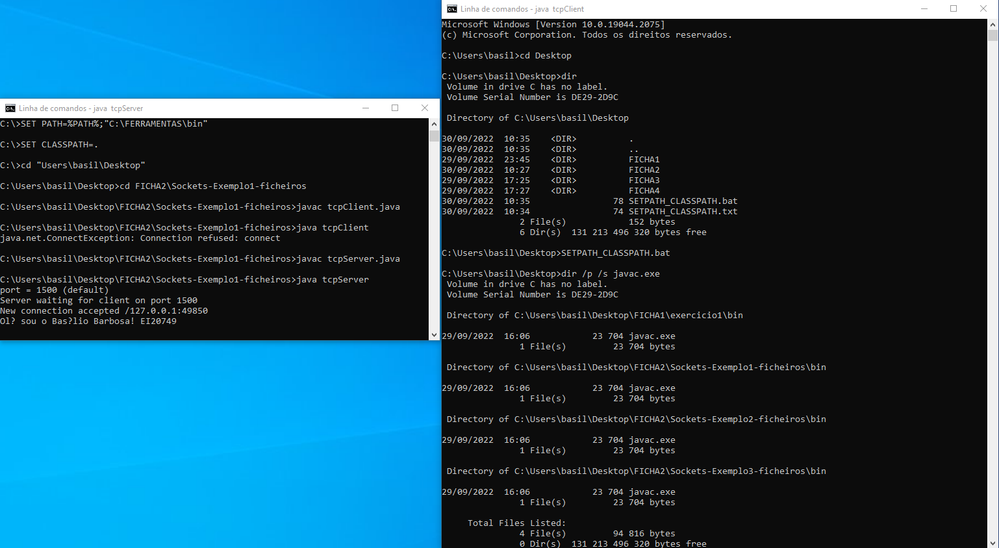 Linha de comandos - java  tcpServer
C:\>SET PATH=%PATH%;"C:\FERRAMENTAS\bin"
C:\>SET CLASSPATH=.
C:\>cd "Users\basil\Desktop"
C:\Users\basil\Desktop>cd FICHA2\Sockets-Exemplo1-ficheiros
C:\Users\basil\Desktop\FICHA2\Sockets-Exemplo1-ficheiros>javac tcpClient.java
C:\Users\basil\Desktop\FICHA2\Sockets-Exemplo1-ficheiros>java tcpClient
java.net.ConnectException: Connection refused: connect
C:\Users\basil\Desktop\FICHA2\Sockets-Exemplo1-ficheiros>javac tcpServer.java
C:\Users\basil\Desktop\FICHA2\Sockets-Exemplo1-ficheiros>java tcpServer
port = 1500 (default)
Server waiting for client on port 1500
New connection accepted /127.0.0.1:49850
Ol? sou o Bas?lio Barbosa! EI20749
Linha de comandos - java  tcpClient
Microsoft Windows [Version 10.0.19044.2075]
(c) Microsoft Corporation. Todos os direitos reservados.
C:\Users\basil>cd Desktop
C:\Users\basil\Desktop>dir
 Volume in drive C has no label.
 Volume Serial Number is DE29-2D9C
 Directory of C:\Users\basil\Desktop
30/09/2022  10:35    <DIR>          .
30/09/2022  10:35    <DIR>          ..
29/09/2022  23:45    <DIR>          FICHA1
30/09/2022  10:27    <DIR>          FICHA2
29/09/2022  17:25    <DIR>          FICHA3
29/09/2022  17:27    <DIR>          FICHA4
30/09/2022  10:35                78 SETPATH_CLASSPATH.bat
30/09/2022  10:34                74 SETPATH_CLASSPATH.txt
               2 File(s)            152 bytes
               6 Dir(s)  131 213 496 320 bytes free
C:\Users\basil\Desktop>SETPATH_CLASSPATH.bat
C:\Users\basil\Desktop>dir /p /s javac.exe
 Volume in drive C has no label.
 Volume Serial Number is DE29-2D9C
 Directory of C:\Users\basil\Desktop\FICHA1\exercicio1\bin
29/09/2022  16:06            23 704 javac.exe
               1 File(s)         23 704 bytes
 Directory of C:\Users\basil\Desktop\FICHA2\Sockets-Exemplo1-ficheiros\bin
29/09/2022  16:06            23 704 javac.exe
               1 File(s)         23 704 bytes
 Directory of C:\Users\basil\Desktop\FICHA2\Sockets-Exemplo2-ficheiros\bin
29/09/2022  16:06            23 704 javac.exe
               1 File(s)         23 704 bytes
 Directory of C:\Users\basil\Desktop\FICHA2\Sockets-Exemplo3-ficheiros\bin
29/09/2022  16:06            23 704 javac.exe
               1 File(s)         23 704 bytes
     Total Files Listed:
               4 File(s)         94 816 bytes
               0 Dir(s)  131 213 496 320 bytes free